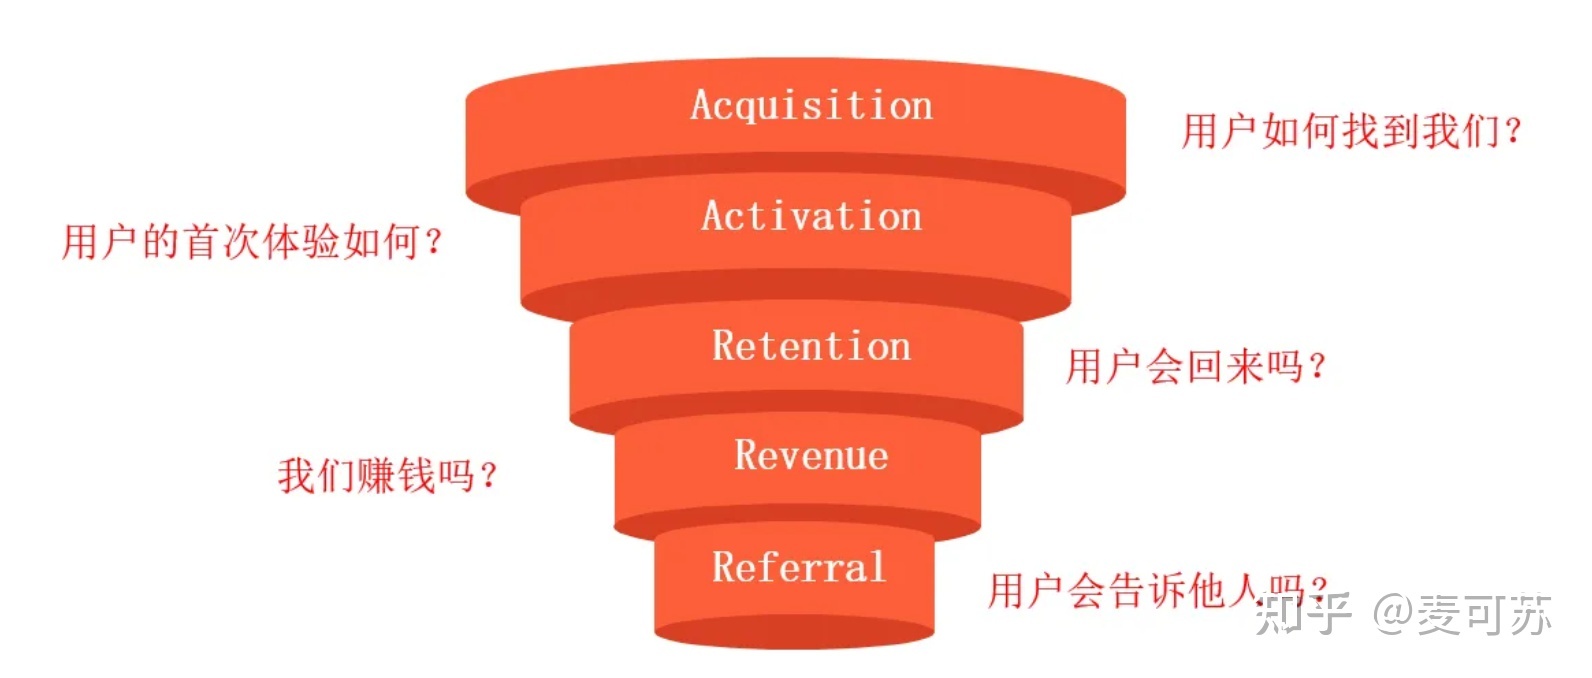 Acquisition
用户如何找到我们？
Activation
用户的首次体验如何？
Retention
用户会回来吗？
Revenue
我们赚钱吗？
Referral
用户会告诉他人吗？
知乎 @麦可苏